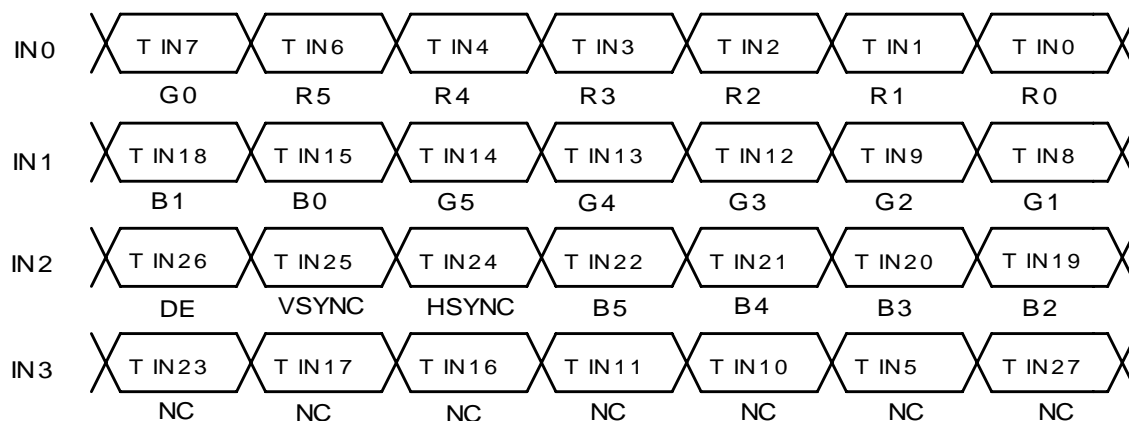 IN0 T IN7 T IN6 T IN4 T IN3 T IN2 T IN1 T IN0
G0 R5 R4 R3 R2 R1 R0
IN1 T IN18 T IN15 T IN14 T IN13 T IN12 T IN9 T IN8
B1 B0 G5 G4 G3 G2 G1
IN2 T IN26 T IN25 T IN24 T IN22 T IN21 T IN20 T IN19
DE VSYNC HSYNC B5 B4 B3 B2
IN3 T IN23 T IN17 T IN16 T IN11 T IN10 T IN5 T IN27
NC NC NC NC NC NC NC